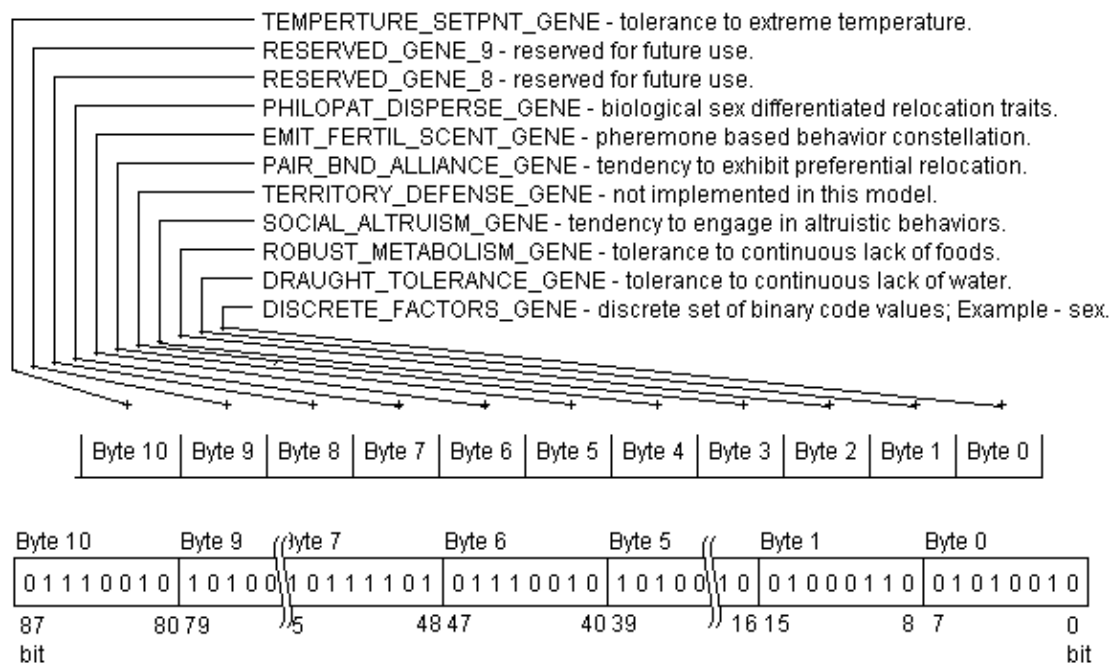 TEMPERTURE_SETPNT_GENE - tolerance to extreme temperature.
RESERVED_GENE_9 - reserved for future use.
RESERVED_GENE_8 - reserved for future use.
PHILOPAT_DISPERSE_GENE - biological sex differentiated relocation traits.
EMIT_FERTIL_SCENT_GENE - pheremone based behavior constellation.
PAIR_BND_ALLIANCE_GENE - tendency to exhibit preferential relocation.
TERRITORY_DEFENSE_GENE - not implemented in this model.
SOCIAL_ALTRUISM_GENE - tendency to engage in altruistic behaviors.
ROBUST_METABOLISM_GENE - tolerance to continuous lack of foods.
DRAUGHT_TOLERANCE_GENE - tolerance to continuous lack of water.
DISCRETE_FACTORS_GENE - discrete set of binary code values; Example - sex.
Byte 10 Byte 9 Byte 8 Byte 7 Byte 6 Byte 5 Byte 4 Byte 3 Byte 2 Byte 1 Byte 0
Byte 10 Byte 9 yte 7 Byte 6 Byte 5 Byte 1 Byte 0
0 1 1 1 0 0 1 0 1 0 1 0 0 1 0 1 1 1 1 0 1 0 1 1 1 0 0 1 0 1 0 1 0 0 1 0 0 1 0 0 0 1 1 0 0 1 0 1 0 0 1 0
87 80 79 5 48 47 40 39 16 15 8 7 0
bit bit